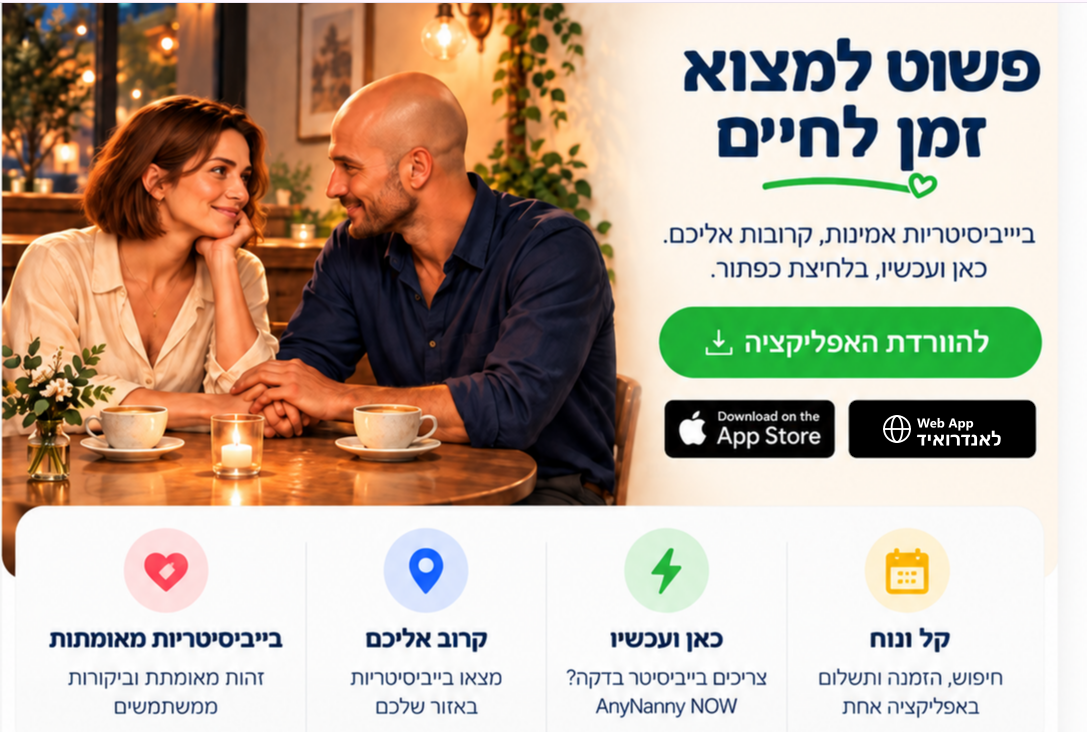 פשוט למצוא
זמן לחיים
ביייביסיטריות אמינות, קרובות אליכם.
כאן ועכשיו, בלחיצת כפתור.
להוורדת האפליקציה
Download on the
App Store
Web App
לאנדרואיד
קל ונוח
חיפוש, הזמנה ותשלום
באפליקציה אחת
כאן ועכשיו
צריכים בייביסיטר בדקה?
AnyNanny NOW
קרוב אליכם
מצאו בייביסיטריות
באזור שלכם
בייביסיטריות מאומתות
זהות מאומתת וביקורות
ממשתמשים